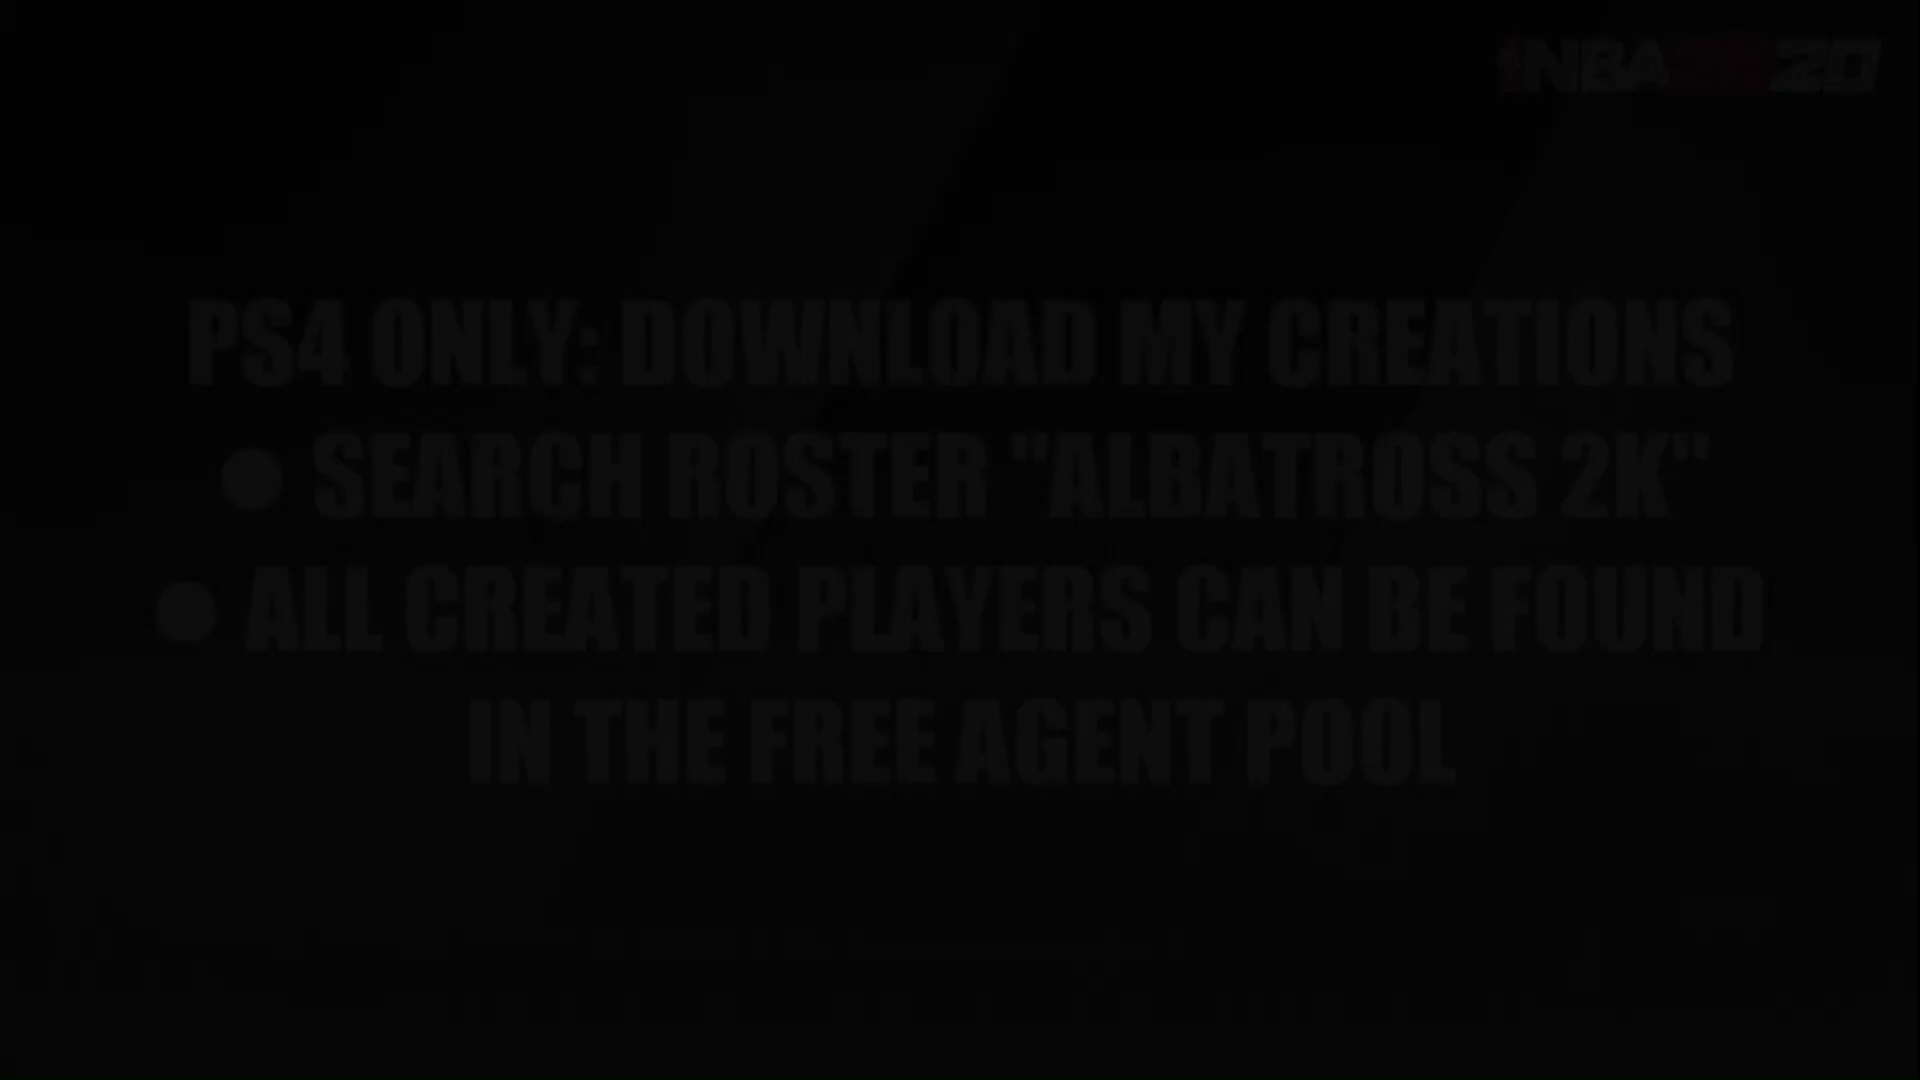 NBA 2K20
PS4 ONLY: DOWNLOAD MY CREATIONS
● SEARCH ROSTER "ALBATROSS 2K"
● ALL CREATED PLAYERS CAN BE FOUND
IN THE FREE AGENT POOL